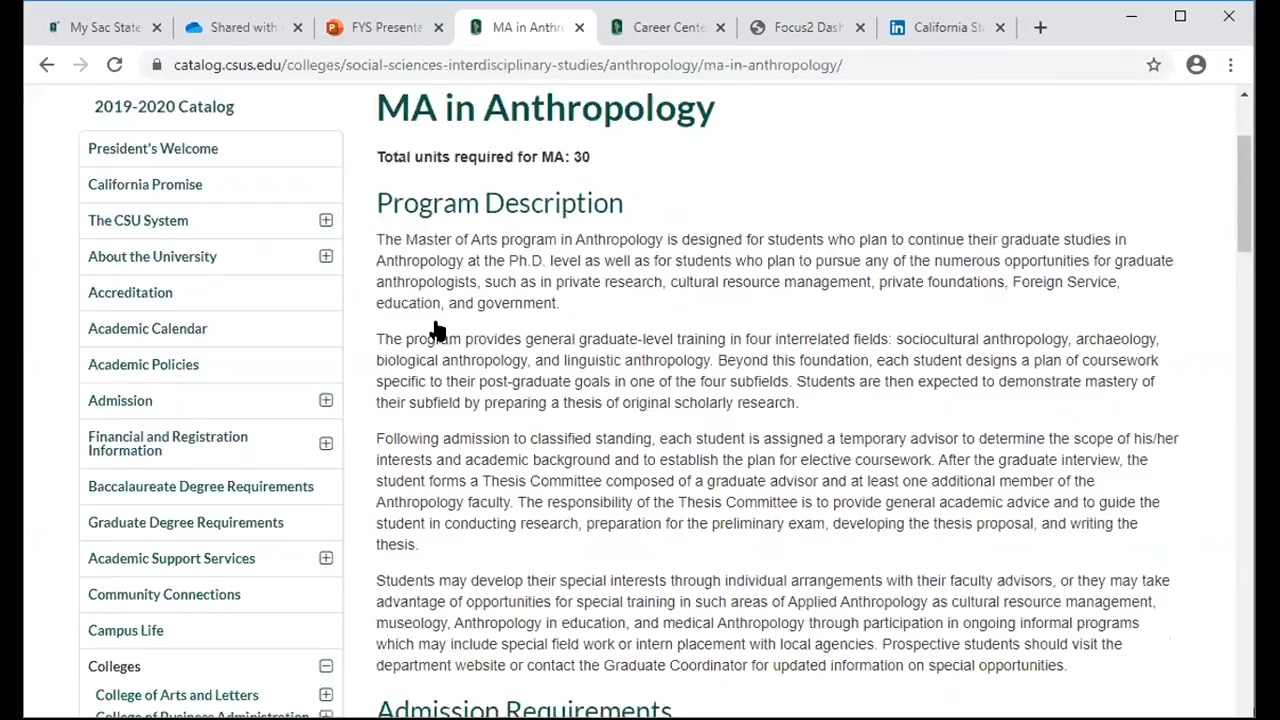 My Sac State
Shared with
FYS Presenta
MA in Anthro
Career Cente
Focus2 Dash
in
California St
catalog.csus.edu/colleges/social-sciences-interdisciplinary-studies/anthropology/ma-in-anthropology/
2019-2020 Catalog
President's Welcome
California Promise
The CSU System
About the University
Accreditation
Academic Calendar
Academic Policies
Admission
Financial and Registration
Information
Baccalaureate Degree Requirements
Graduate Degree Requirements
Academic Support Services
Community Connections
Campus Life
Colleges
College of Arts and Letters
College of Business Administration
MA in Anthropology
Total units required for MA: 30
Program Description
The Master of Arts program in Anthropology is designed for students who plan to continue their graduate studies in
Anthropology at the Ph.D. level as well as for students who plan to pursue any of the numerous opportunities for graduate
anthropologists, such as in private research, cultural resource management, private foundations, Foreign Service,
education, and government.
The program provides general graduate-level training in four interrelated fields: sociocultural anthropology, archaeology,
biological anthropology, and linguistic anthropology. Beyond this foundation, each student designs a plan of coursework
specific to their post-graduate goals in one of the four subfields. Students are then expected to demonstrate mastery of
their subfield by preparing a thesis of original scholarly research.
Following admission to classified standing, each student is assigned a temporary advisor to determine the scope of his/her
interests and academic background and to establish the plan for elective coursework. After the graduate interview, the
student forms a Thesis Committee composed of a graduate advisor and at least one additional member of the
Anthropology faculty. The responsibility of the Thesis Committee is to provide general academic advice and to guide the
student in conducting research, preparation for the preliminary exam, developing the thesis proposal, and writing the
thesis.
Students may develop their special interests through individual arrangements with their faculty advisors, or they may take
advantage of opportunities for special training in such areas of Applied Anthropology as cultural resource management,
museology, Anthropology in education, and medical Anthropology through participation in ongoing informal programs
which may include special field work or intern placement with local agencies. Prospective students should visit the
department website or contact the Graduate Coordinator for updated information on special opportunities.
Admission Requirements